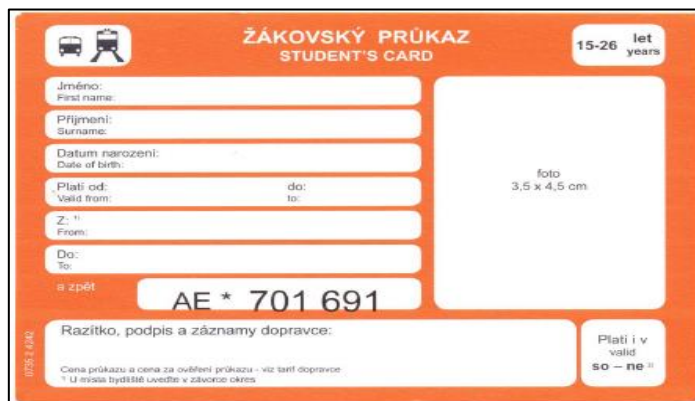 ŽÁKOVSKÝ PRŮKAZ
STUDENT'S CARD
15-26 let
years
Jméno:
First name:
Příjmení:
Surname:
Datum narození:
Date of birth:
Platí od: do:
Valid from: to:
Z: ¹⁾
From:
Do:
To:
a zpět
AE * 701 691
foto
3,5 x 4,5 cm
Razítko, podpis a záznamy dopravce:
Cena průkazu a cena za ověření průkazu - viz tarif dopravce
¹⁾ U místa bydliště uveďte v závorce okres
Platí i v
valid
so – ne
0735 2 4242